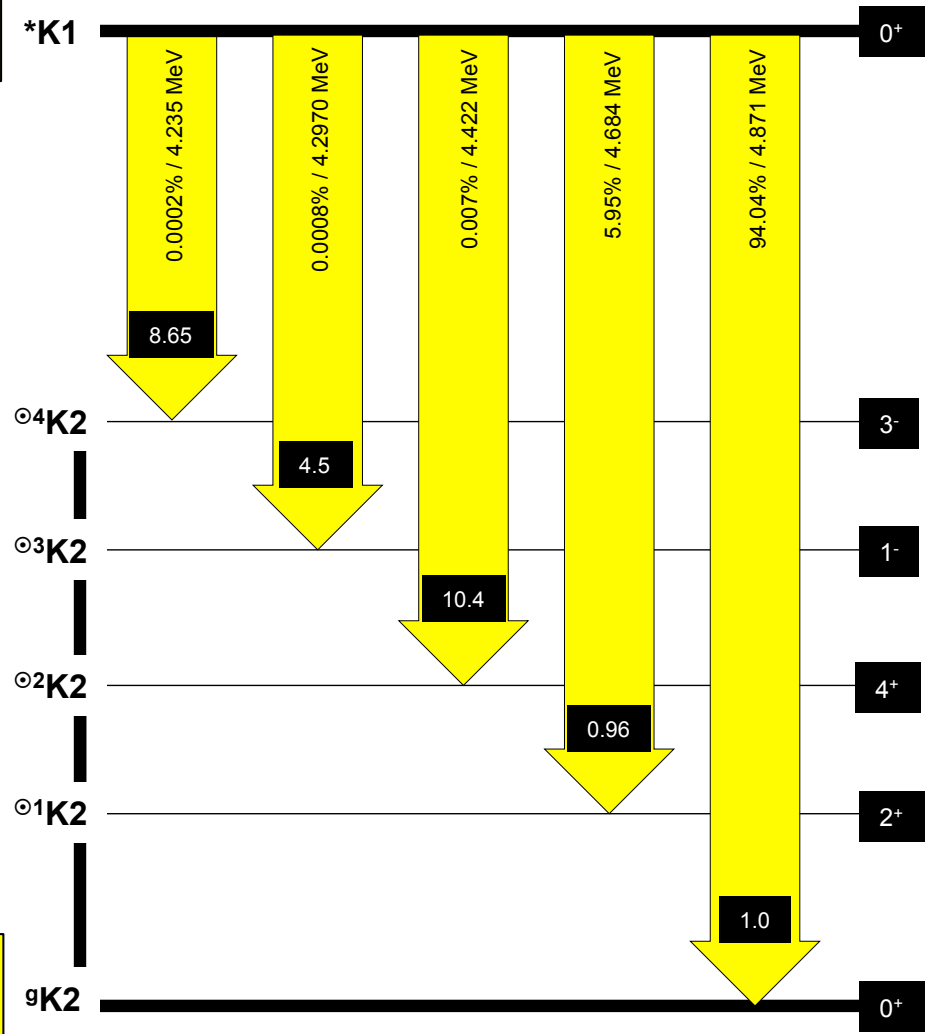 *K1
0⁺
0.0002% / 4.235 MeV
0.0008% / 4.2970 MeV
0.007% / 4.422 MeV
5.95% / 4.684 MeV
94.04% / 4.871 MeV
8.65
⊙4K2
3⁻
4.5
⊙3K2
1⁻
10.4
⊙2K2
4⁺
0.96
⊙1K2
2⁺
1.0
gK2
0⁺